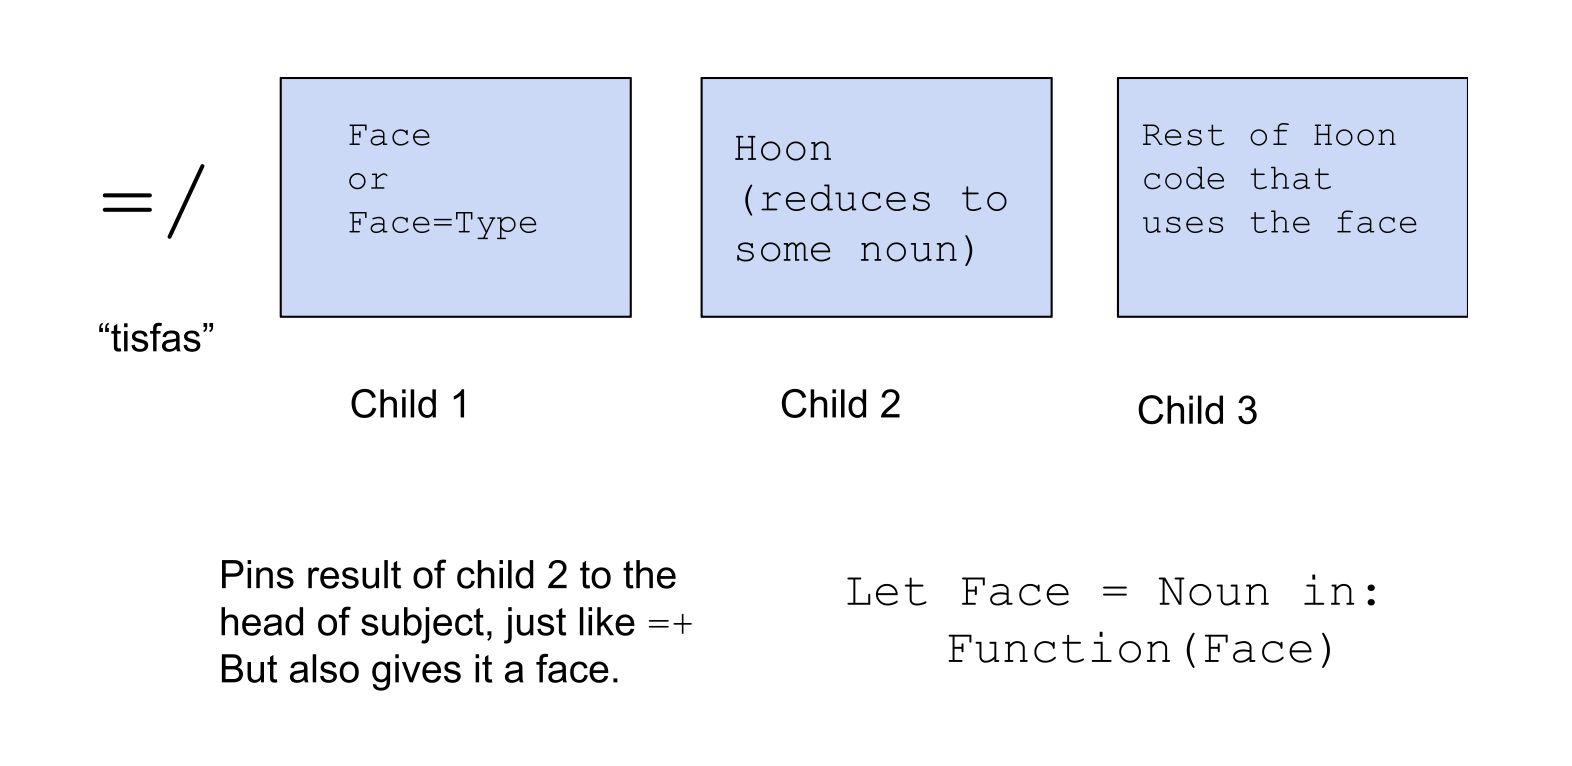 =/
“tisfas”
Face
or
Face=Type
Child 1
Hoon
(reduces to
some noun)
Child 2
Rest of Hoon
code that
uses the face
Child 3
Pins result of child 2 to the
head of subject, just like =+
But also gives it a face.
Let Face = Noun in:
Function(Face)